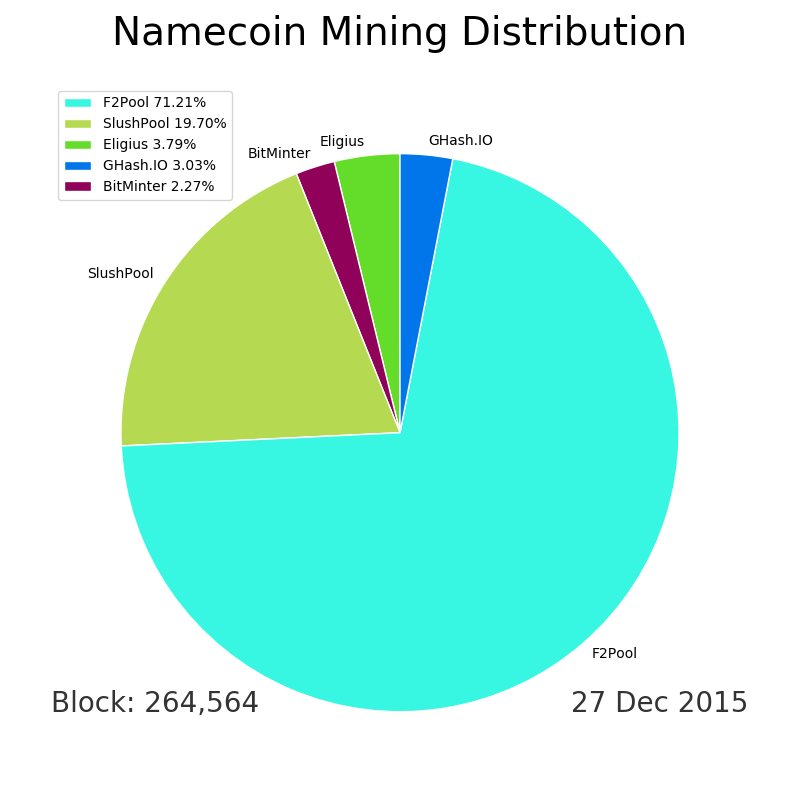 Namecoin Mining Distribution
F2Pool 71.21%
SlushPool 19.70%
Eligius 3.79%
GHash.IO 3.03%
BitMinter 2.27%
GHash.IO
Eligius
BitMinter
SlushPool
F2Pool
Block: 264,564
27 Dec 2015